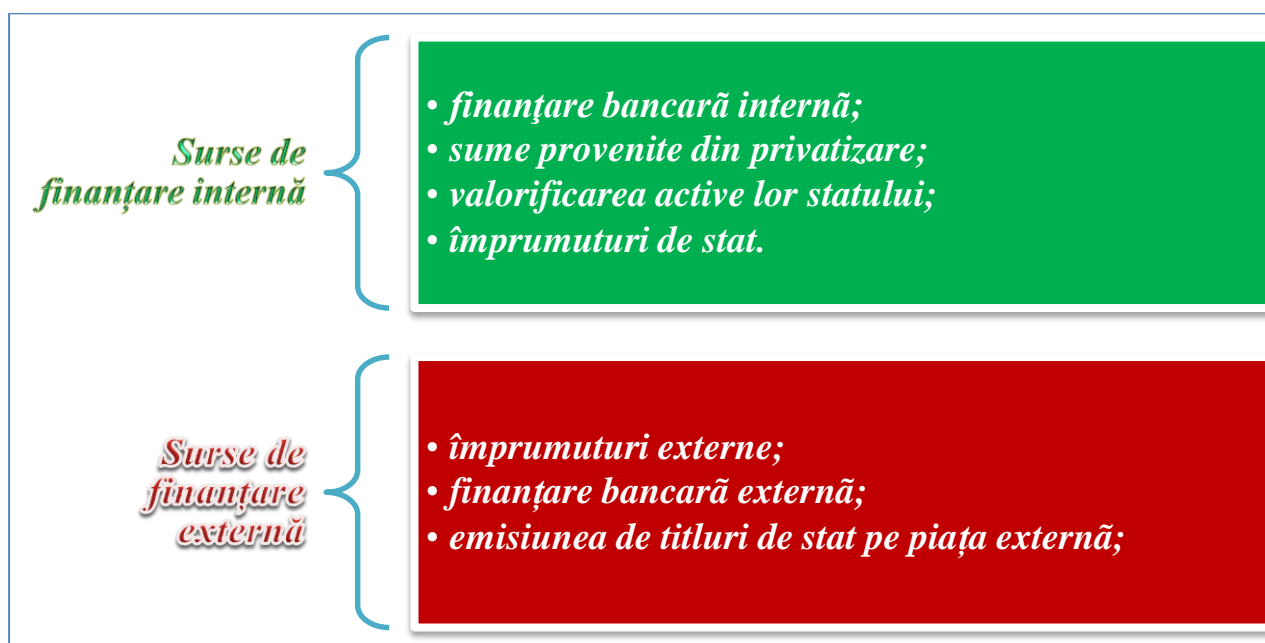 Surse de
finanțare internă
• finanţare bancarã internã;
• sume provenite din privatizare;
• valorificarea active lor statului;
• împrumuturi de stat.
Surse de
finanțare
externă
• împrumuturi externe;
• finanțare bancarã externã;
• emisiunea de titluri de stat pe piața externã;